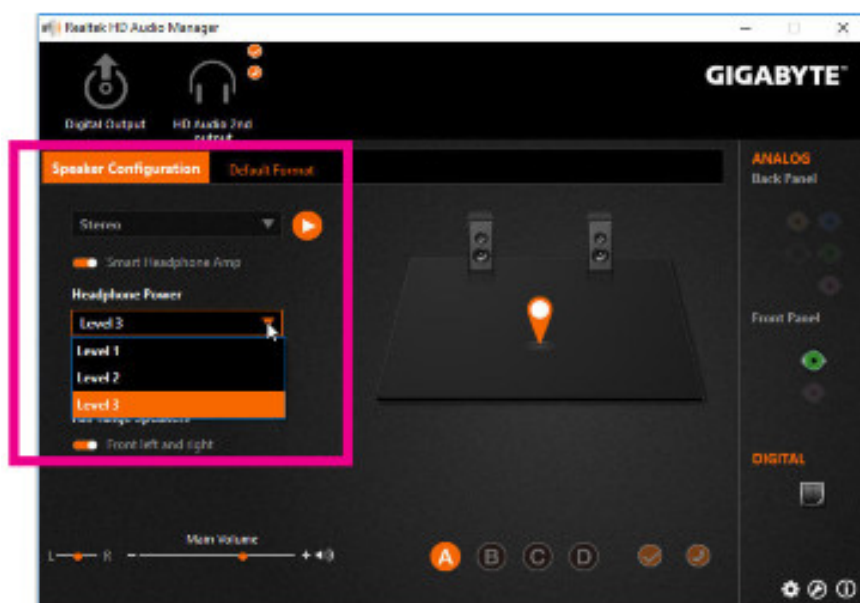 Realtek HD Audio Manager
GIGABYTE™
Digital Output
HD Audio 2nd
output
Speaker Configuration
Default Format
ANALOG
Back Panel
Stereo
Smart Headphone Amp
Headphone Power
Level 3
Front Panel
Level 1
Level 2
Level 3
Front left and right
DIGITAL
Main Volume
L
R
-
+
A
B
C
D